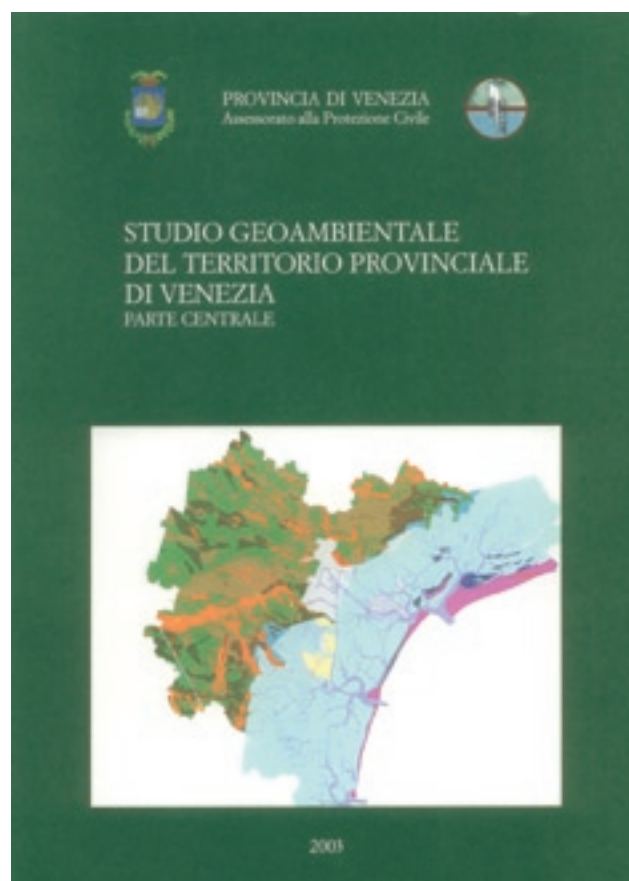 PROVINCIA DI VENEZIA
Assessorato alla Protezione Civile
STUDIO GEOAMBIENTALE
DEL TERRITORIO PROVINCIALE
DI VENEZIA
PARTE CENTRALE
2003